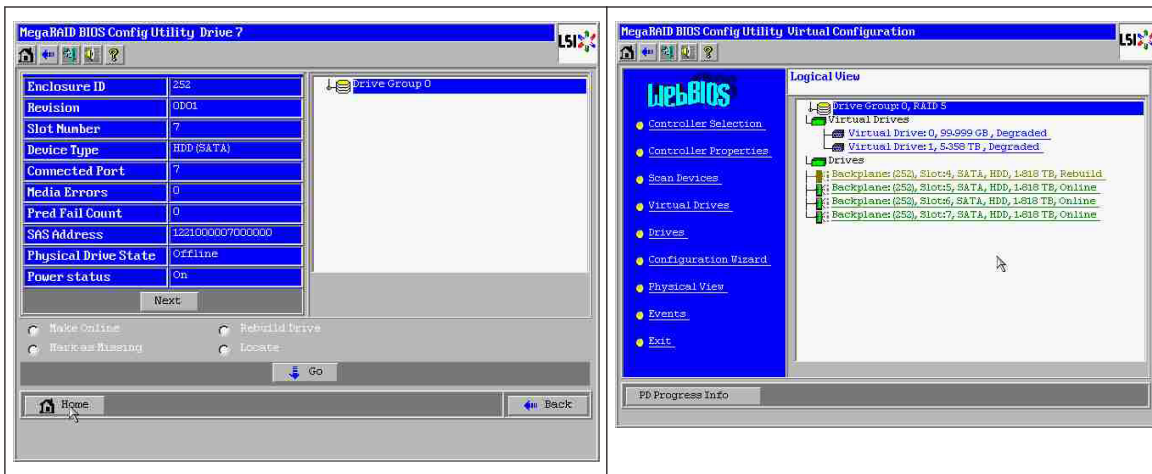 MegaRAID BIOS Config Utility Drive 7
LSI
Enclosure ID 252
Revision 0D01
Slot Number 7
Device Type HDD (SATA)
Connected Port 7
Media Errors 0
Pred Fail Count 0
SAS Address 1221000007000000
Physical Drive State Offline
Power status On
Next
Drive Group 0
Make Online Rebuild Drive
Mark as Missing Locate
Go
Home Back
MegaRAID BIOS Config Utility Virtual Configuration
LSI
WebBIOS
Controller Selection
Controller Properties
Scan Devices
Virtual Drives
Drives
Configuration Wizard
Physical View
Events
Exit
Logical View
Drive Group: 0, RAID 5
Virtual Drives
Virtual Drive: 0, 99.999 GB, Degraded
Virtual Drive: 1, 5.358 TB, Degraded
Drives
Backplane: (252), Slot:4, SATA, HDD, 1.818 TB, Rebuild
Backplane: (252), Slot:5, SATA, HDD, 1.818 TB, Online
Backplane: (252), Slot:6, SATA, HDD, 1.818 TB, Online
Backplane: (252), Slot:7, SATA, HDD, 1.818 TB, Online
PD Progress Info